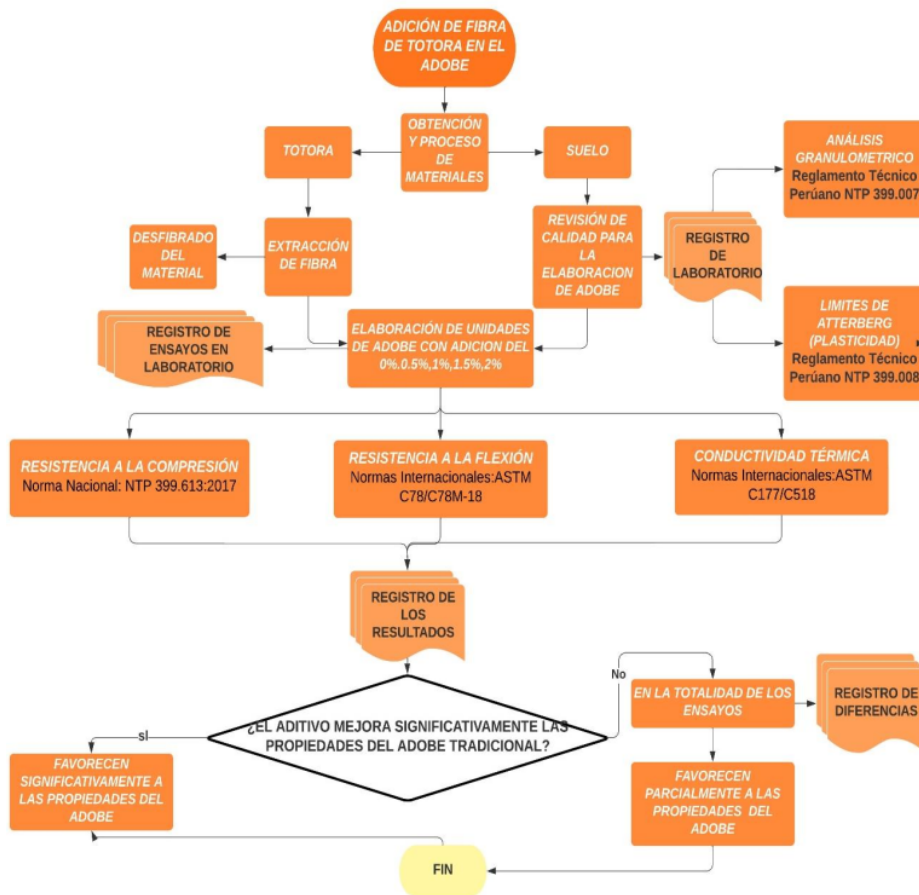 ADICIÓN DE FIBRA
DE TOTORA EN EL
ADOBE
OBTENCIÓN
Y PROCESO
DE
MATERIALES
TOTORA
SUELO
ANÁLISIS
GRANULOMETRICO
Reglamento Técnico
Perúano NTP 399.007
DESFIBRADO
DEL
MATERIAL
EXTRACCIÓN
DE FIBRA
REVISIÓN DE
CALIDAD PARA
LA
ELABORACION
DE ADOBE
REGISTRO
DE
LABORATORIO
LIMITES DE
ATTERBERG
(PLASTICIDAD)
Reglamento Técnico
Perúano NTP 399.008
REGISTRO DE
ENSAYOS EN
LABORATORIO
ELABORACIÓN DE UNIDADES
DE ADOBE CON ADICION DEL
0%.0.5%,1%,1.5%,2%
RESISTENCIA A LA COMPRESIÓN
Norma Nacional: NTP 399.613:2017
RESISTENCIA A LA FLEXIÓN
Normas Internacionales:ASTM
C78/C78M-18
CONDUCTIVIDAD TÉRMICA
Normas Internacionales:ASTM
C177/C518
REGISTRO DE
LOS
RESULTADOS
¿EL ADITIVO MEJORA SIGNIFICATIVAMENTE LAS
PROPIEDADES DEL ADOBE TRADICIONAL?
No
EN LA TOTALIDAD DE LOS
ENSAYOS
REGISTRO DE
DIFERENCIAS
sI
FAVORECEN
SIGNIFICATIVAMENTE A
LAS PROPIEDADES DEL
ADOBE
FAVORECEN
PARCIALMENTE A LAS
PROPIEDADES DEL
ADOBE
FIN